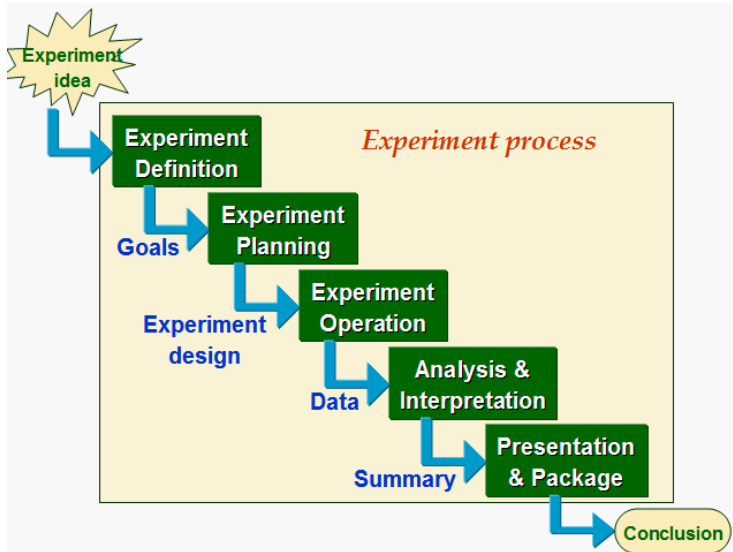 Experiment
idea
Experiment process
Experiment
Definition
Goals
Experiment
Planning
Experiment
design
Experiment
Operation
Data
Analysis &
Interpretation
Summary
Presentation
& Package
Conclusion